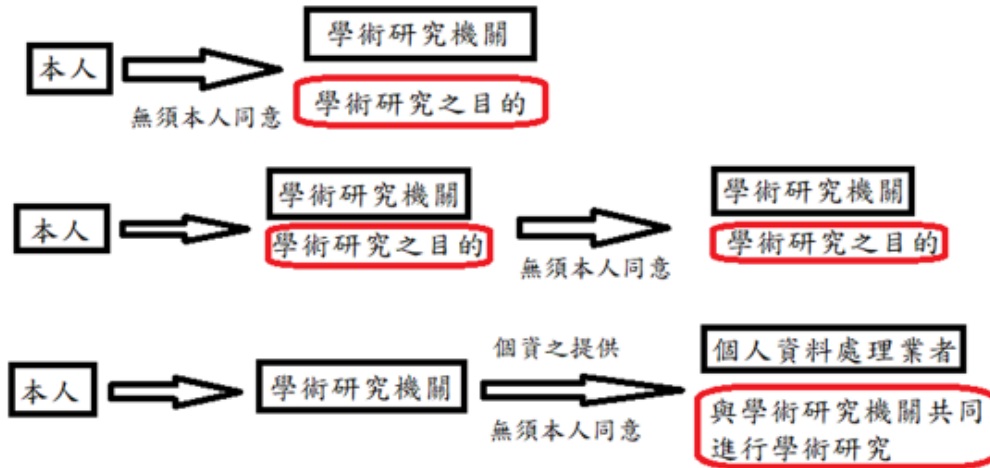 本人
學術研究機關
無須本人同意
學術研究之目的
本人
學術研究機關
學術研究之目的
無須本人同意
學術研究機關
學術研究之目的
本人
學術研究機關
個資之提供
無須本人同意
個人資料處理業者
與學術研究機關共同
進行學術研究